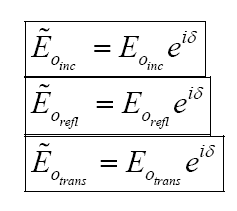 Ẽ_{o_{inc}} = E_{o_{inc}} e^{iδ}
Ẽ_{o_{refl}} = E_{o_{refl}} e^{iδ}
Ẽ_{o_{trans}} = E_{o_{trans}} e^{iδ}